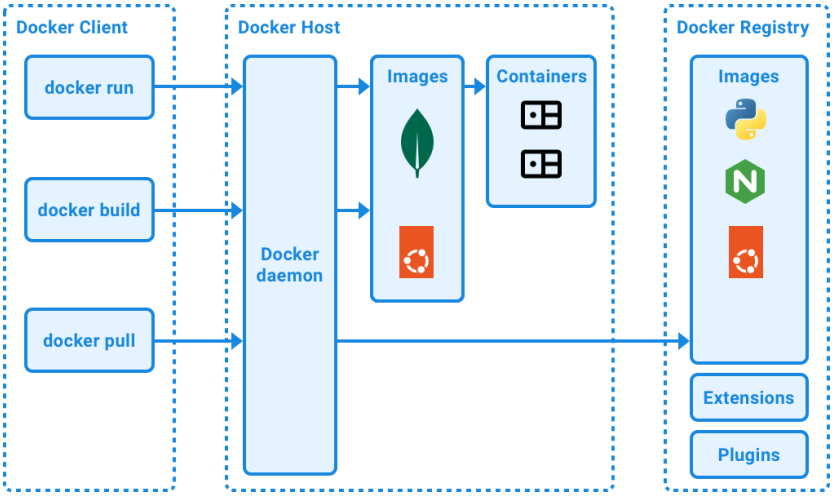 Docker Client
docker run
docker build
docker pull
Docker Host
Docker
daemon
Images
Containers
Docker Registry
Images
N
Extensions
Plugins